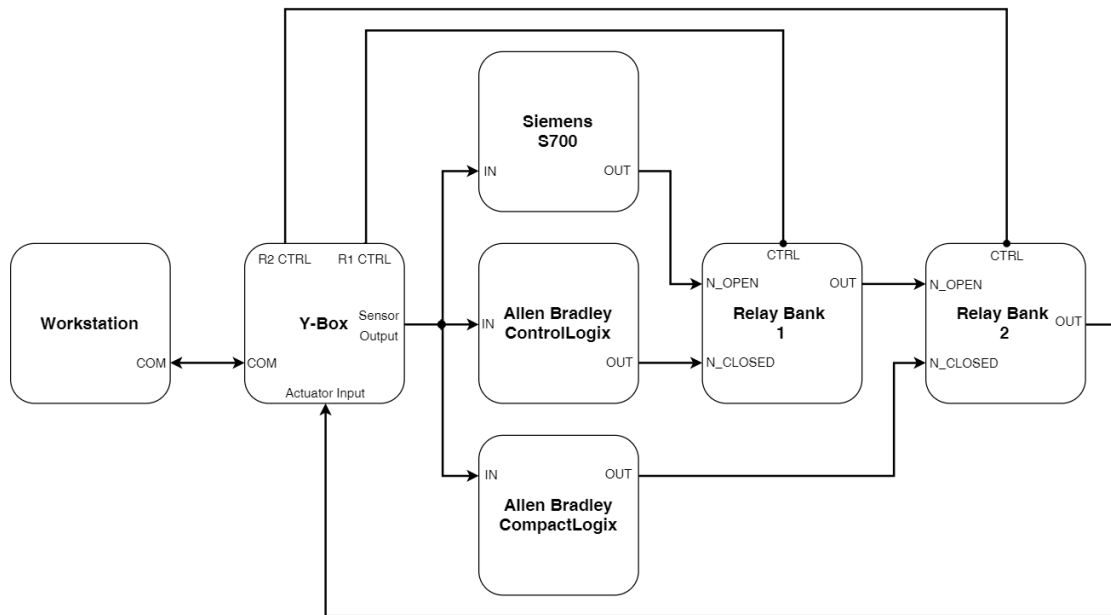 Siemens
S700
IN
OUT
R2 CTRL
R1 CTRL
CTRL
CTRL
Workstation
COM
Y-Box
Sensor
Output
COM
Actuator Input
IN
Allen Bradley
ControlLogix
OUT
N_OPEN
OUT
Relay Bank
1
N_CLOSED
N_OPEN
Relay Bank
2
OUT
N_CLOSED
IN
OUT
Allen Bradley
CompactLogix